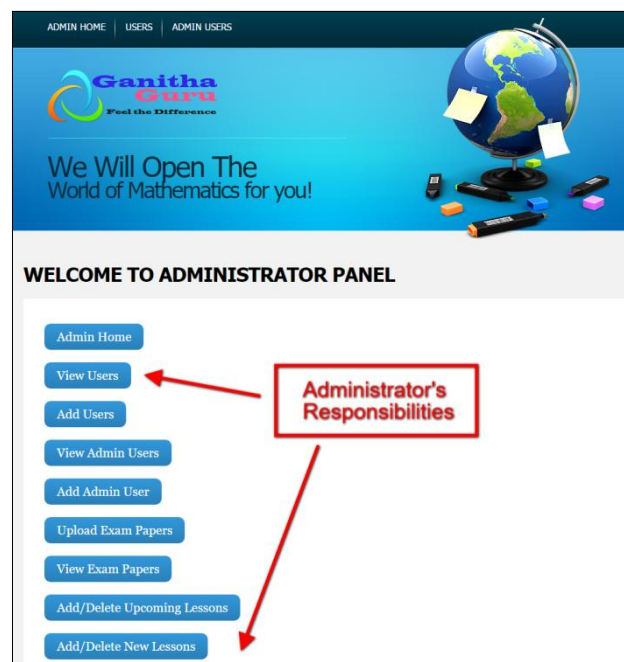 ADMIN HOME USERS ADMIN USERS
Ganitha
Guru
Feel the Difference
We Will Open The
World of Mathematics for you!
WELCOME TO ADMINISTRATOR PANEL
Admin Home
View Users
Administrator's
Responsibilities
Add Users
View Admin Users
Add Admin User
Upload Exam Papers
View Exam Papers
Add/Delete Upcoming Lessons
Add/Delete New Lessons